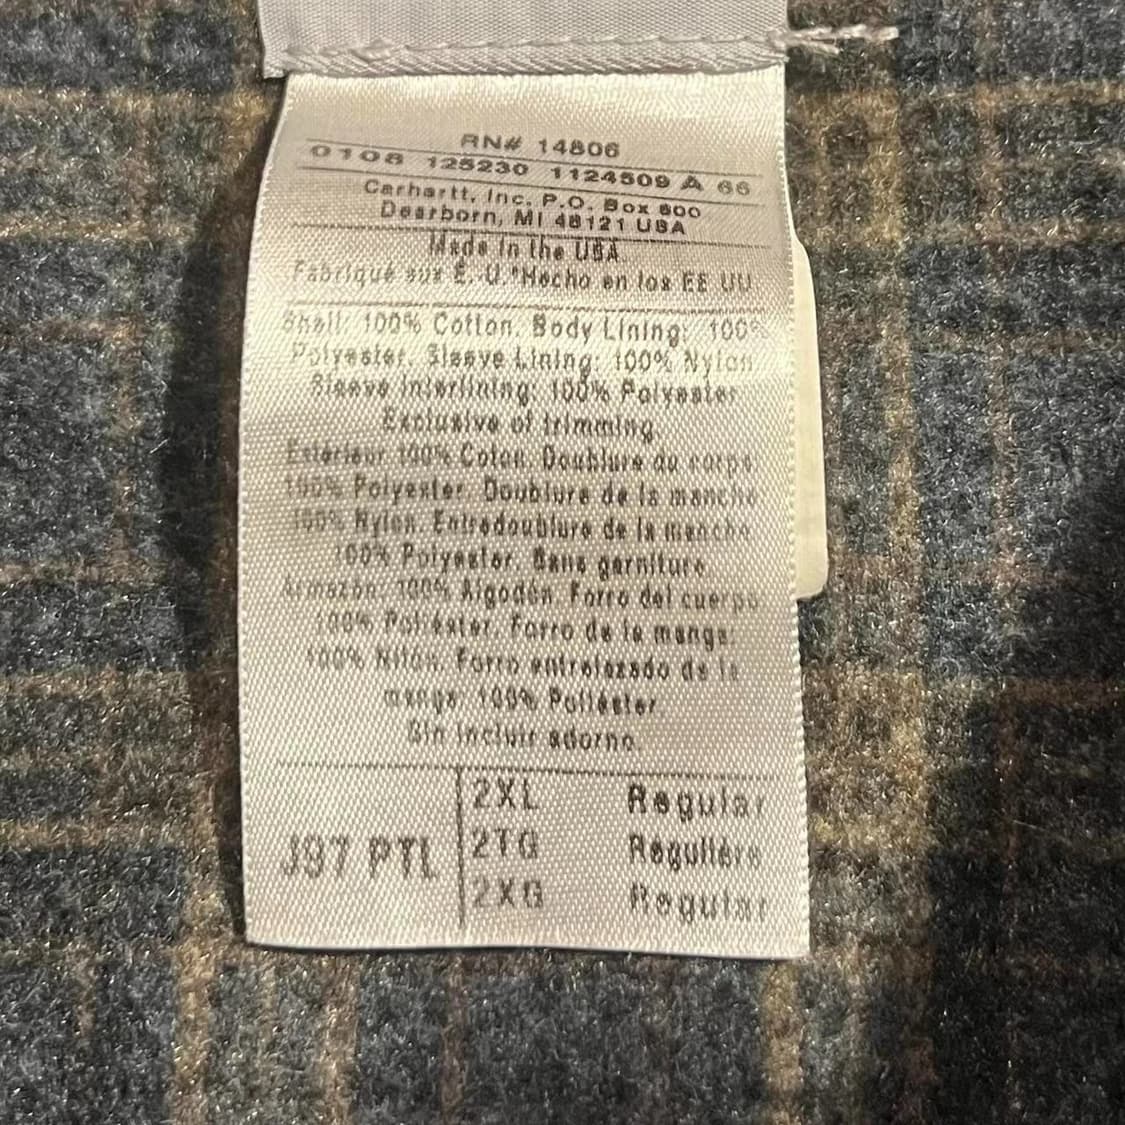 RN# 14806
0108 125230 1124509 A 66
Carhartt, Inc. P.O. Box 600
Dearborn, MI 48121 USA
Made in the USA
Fabriqué aux É.-U.*Hecho en los EE UU
Shell: 100% Cotton. Body Lining: 100%
Polyester. Sleeve Lining: 100% Nylon
Sleeve Interlining: 100% Polyester
Exclusive of trimming.
Extérieur 100% Coton. Doublure du corps:
100% Polyester. Doublure de la manche
100% Nylon. Entredoublure de la manche
100% Polyester. Sans garniture
Armazón: 100% Algodón. Forro del cuerpo
100% Poliéster. Forro de la manga:
100% Nilón. Forro entrelazado de la
manga: 100% Poliéster.
Sin incluir adorno.
J97 PTL
2XL Regular
2TG Regulière
2XG Regular